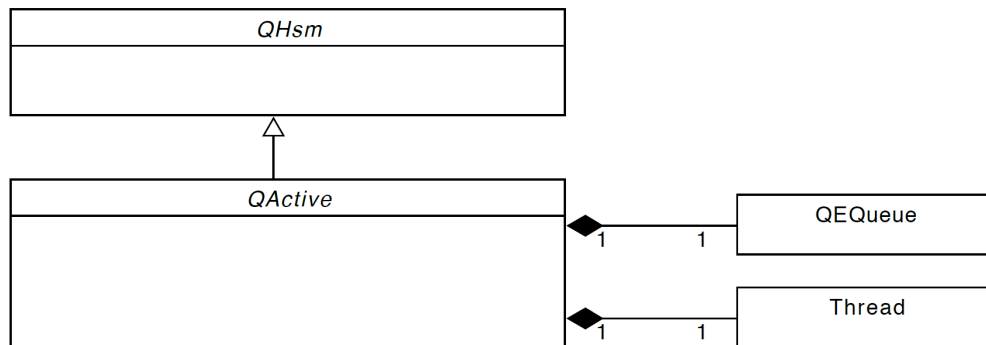 QHsm
QActive
QEQueue
1 1
Thread
1 1